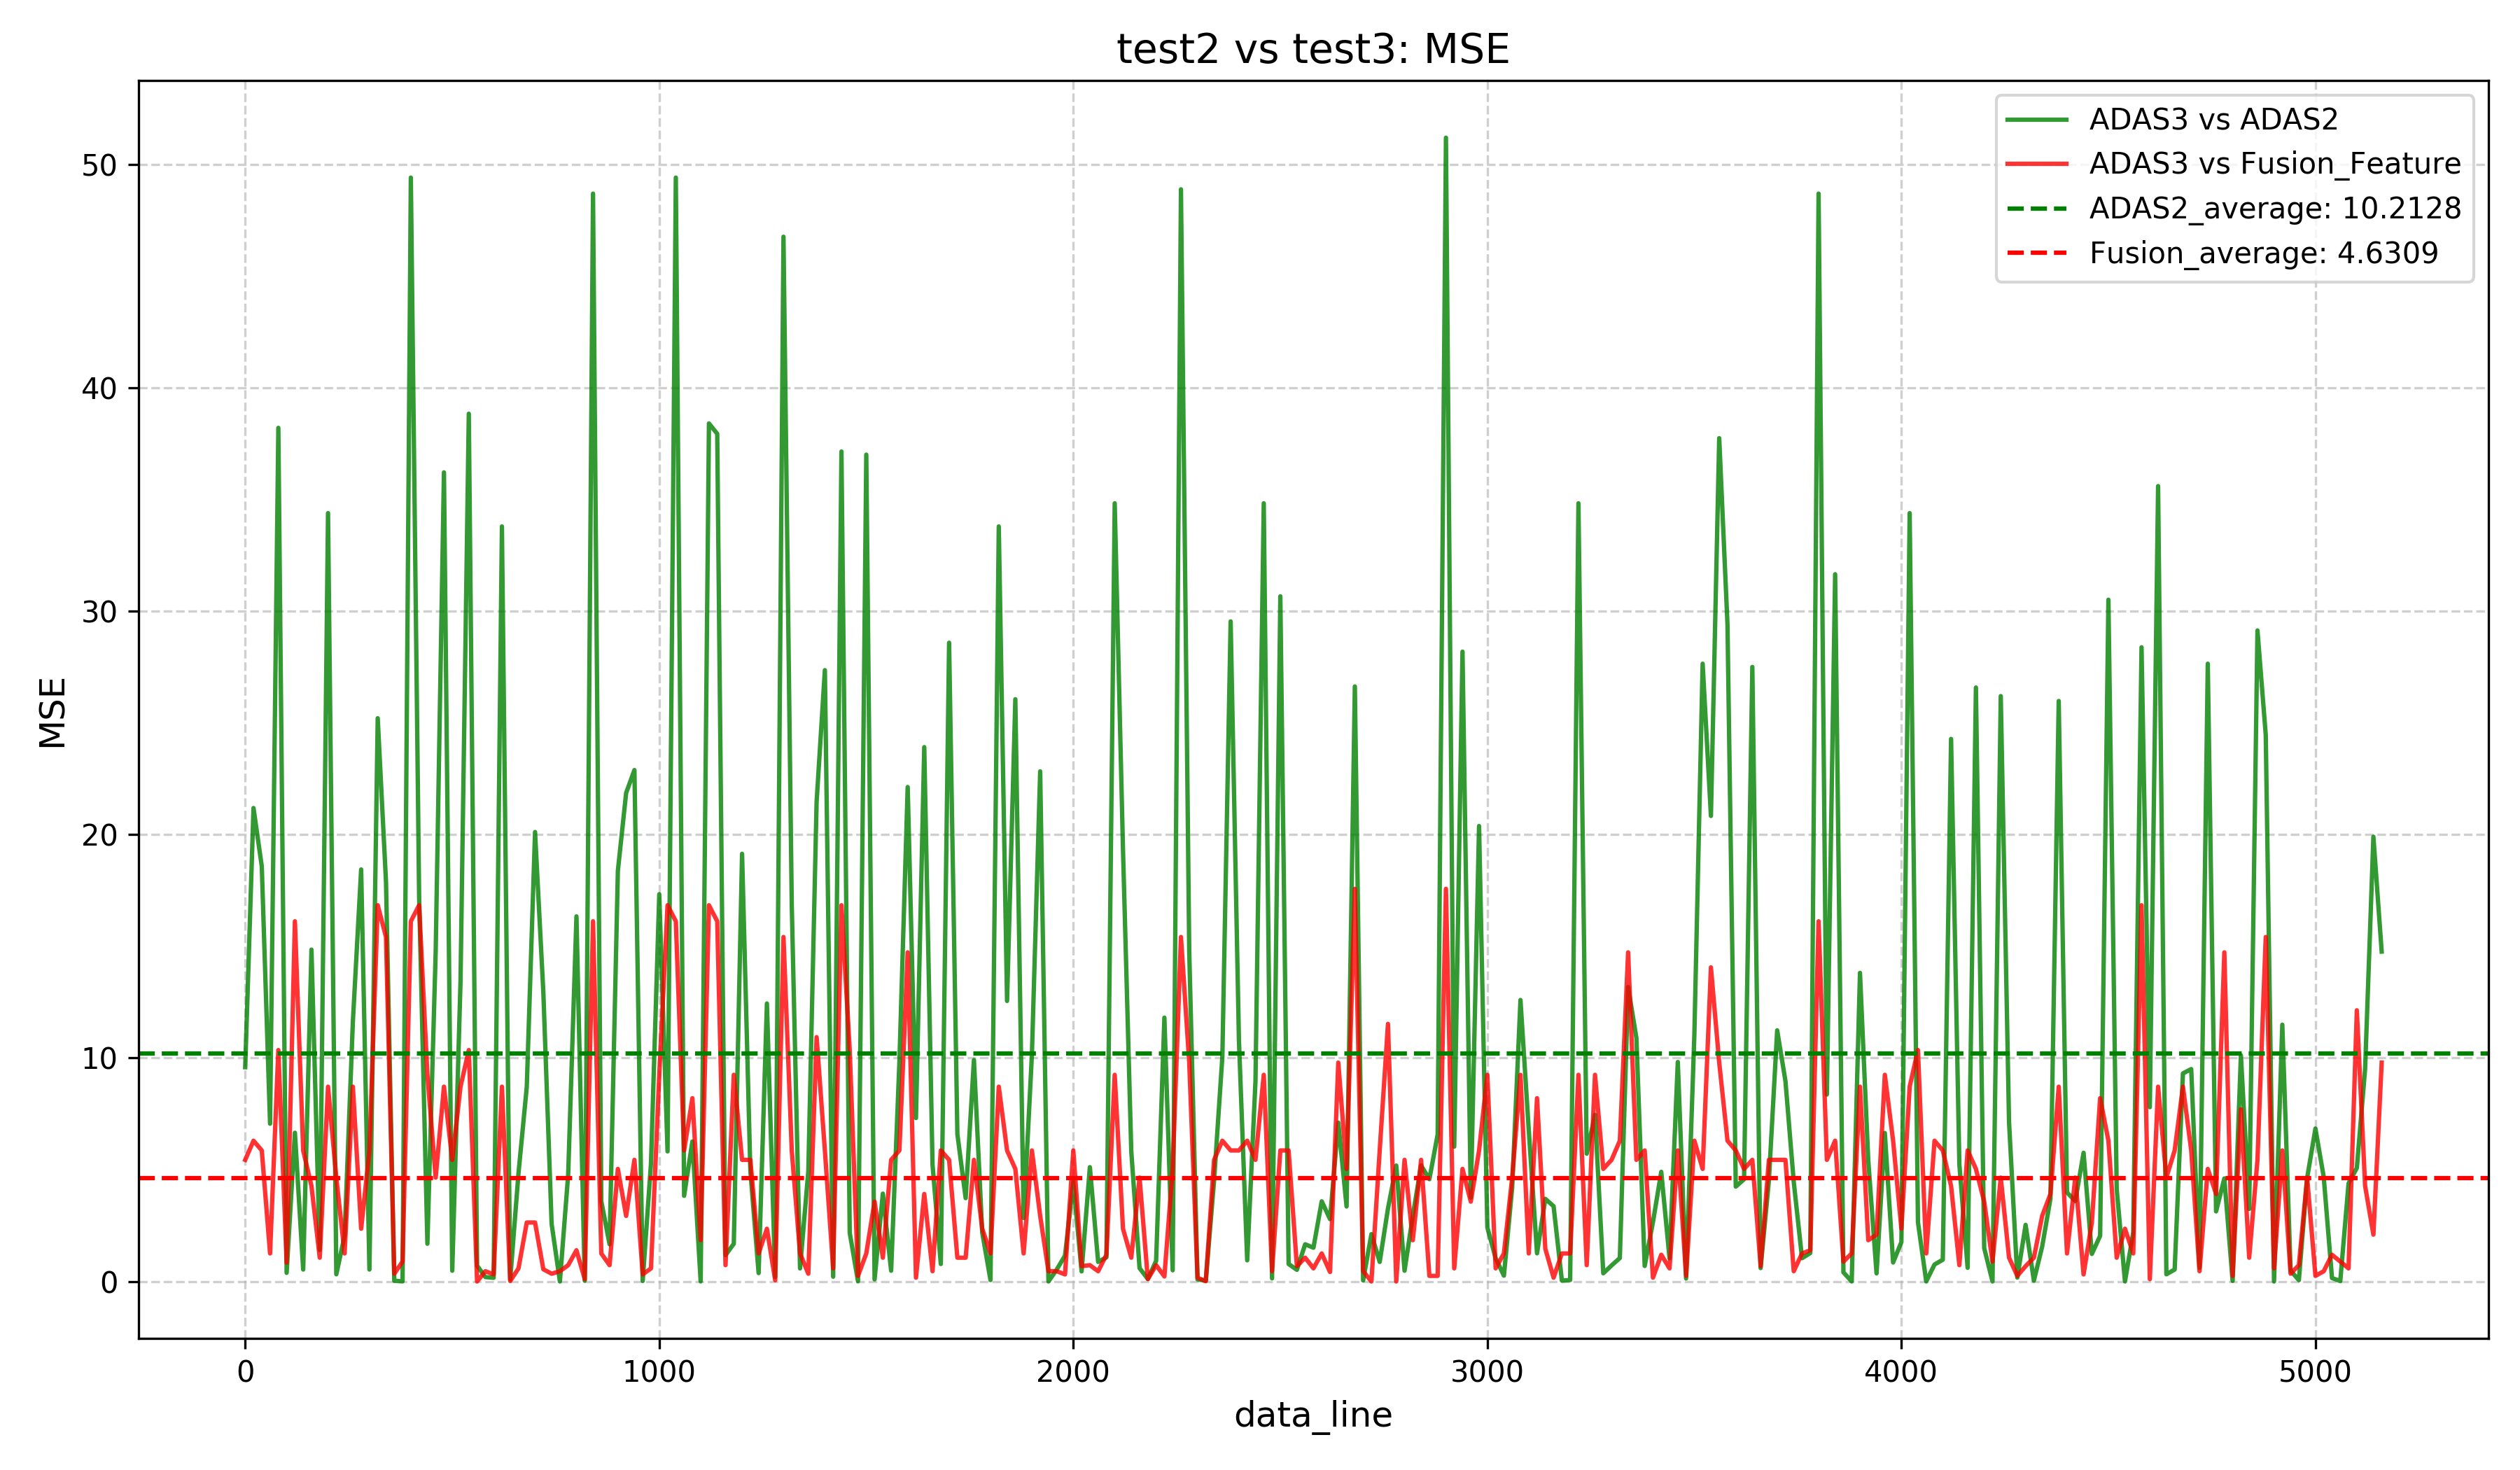 test2 vs test3: MSE
ADAS3 vs ADAS2
ADAS3 vs Fusion_Feature
ADAS2_average: 10.2128
Fusion_average: 4.6309
MSE
50
40
30
20
10
0
0 1000 2000 3000 4000 5000
data_line